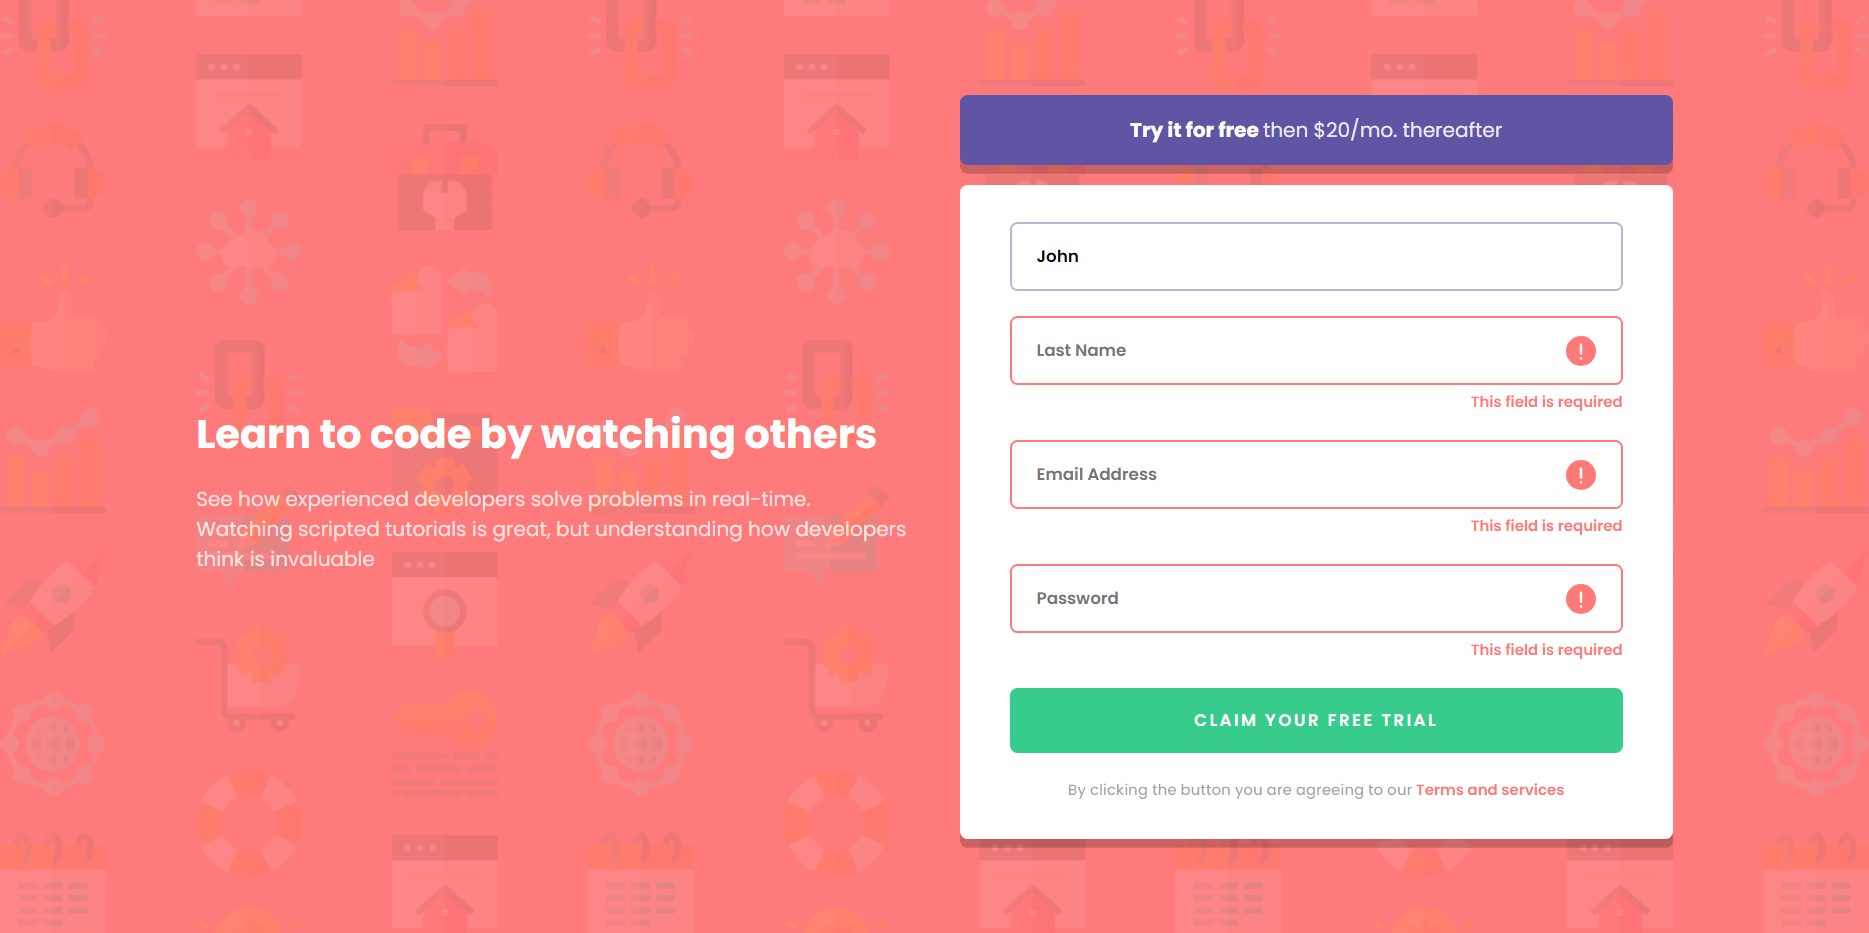 Learn to code by watching others
See how experienced developers solve problems in real-time.
Watching scripted tutorials is great, but understanding how developers
think is invaluable
Try it for free then $20/mo. thereafter
John
Last Name
This field is required
Email Address
This field is required
Password
This field is required
CLAIM YOUR FREE TRIAL
By clicking the button you are agreeing to our Terms and services